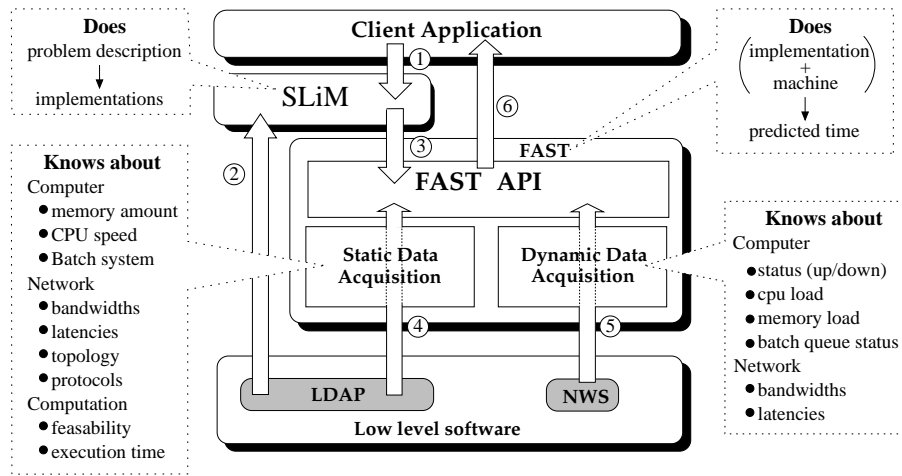 Does
problem description
implementations
Client Application
1
SLiM
6
Does
implementation
+
machine
predicted time
2
3
FAST
FAST API
Knows about
Computer
● memory amount
● CPU speed
● Batch system
Network
● bandwidths
● latencies
● topology
● protocols
Computation
● feasability
● execution time
Static Data
Acquisition
Dynamic Data
Acquisition
4
5
LDAP
NWS
Low level software
Knows about
Computer
● status (up/down)
● cpu load
● memory load
● batch queue status
Network
● bandwidths
● latencies